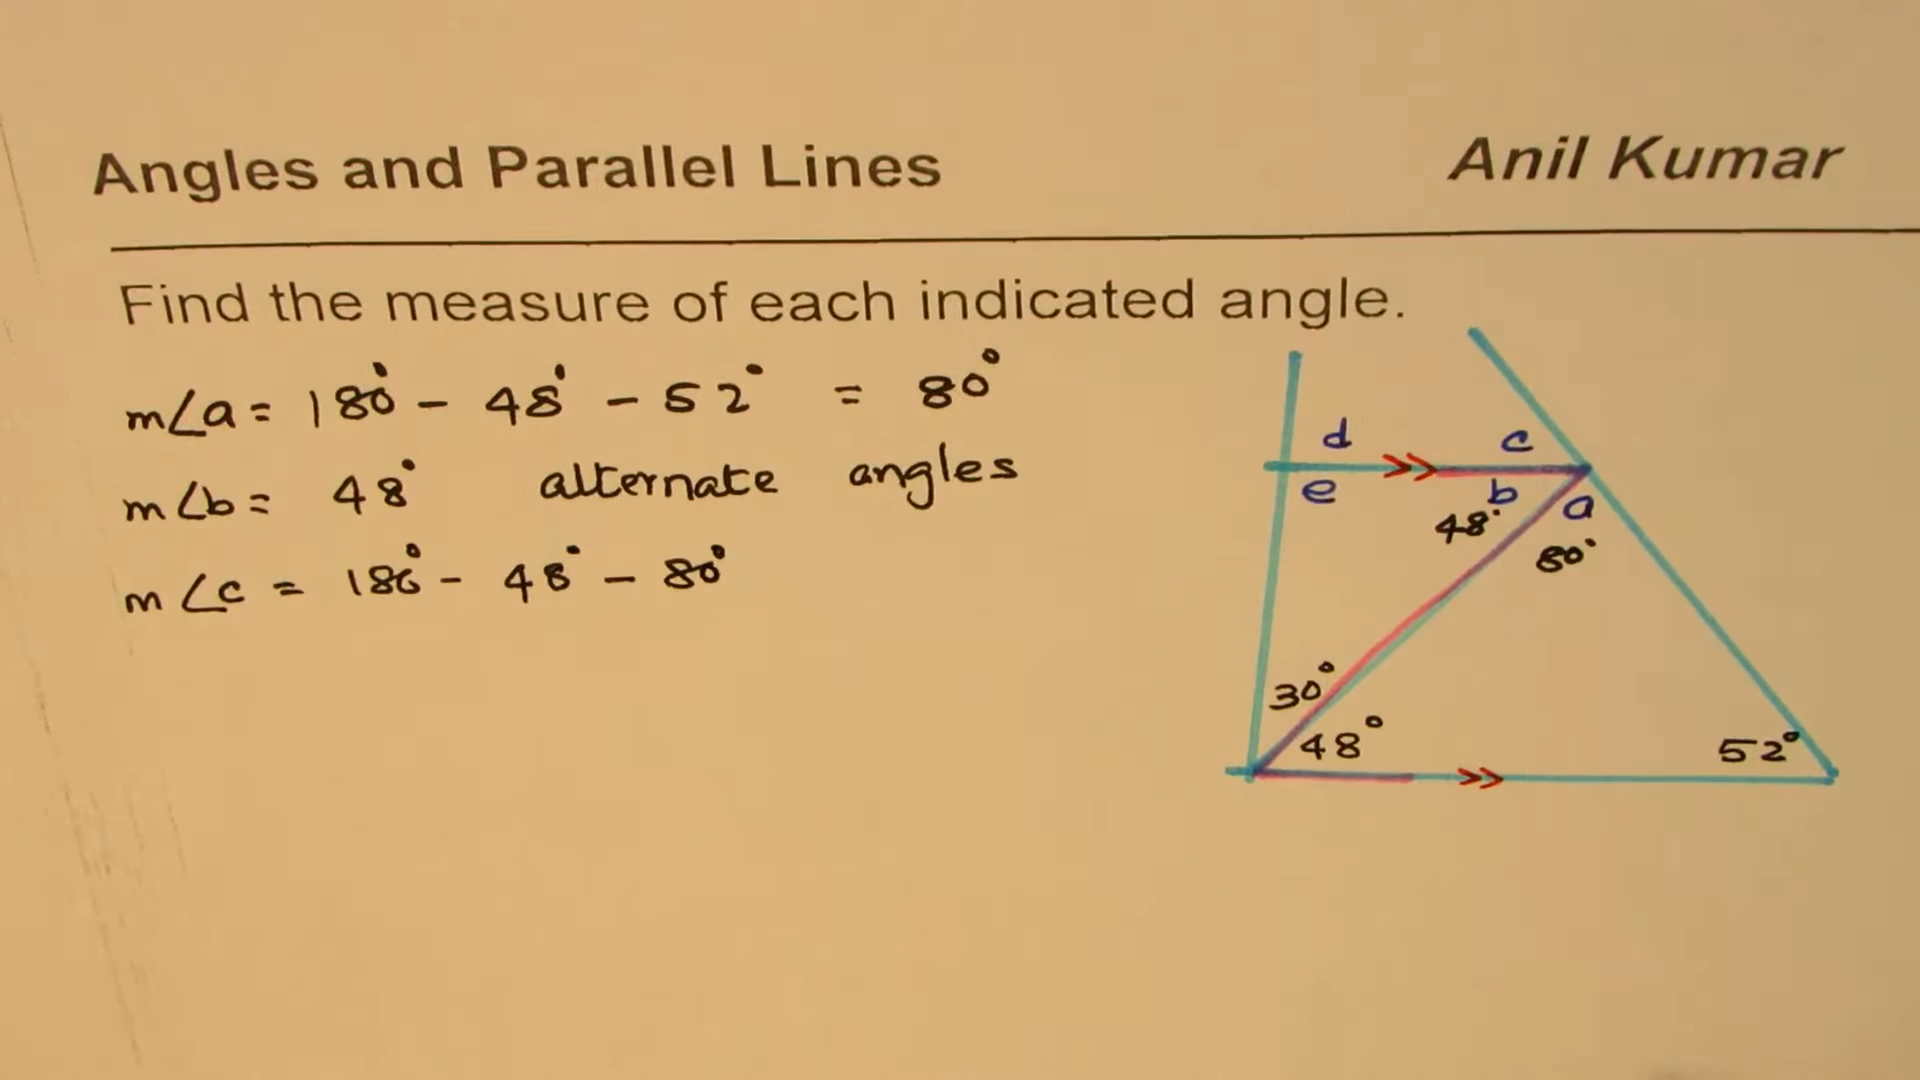 Angles and Parallel Lines
Anil Kumar
Find the measure of each indicated angle.
m∠a = 180° - 48° - 52° = 80°
m∠b = 48° alternate angles
m∠c = 180° - 48° - 80°
d
c
e
b
a
48°
80°
30°
48°
52°